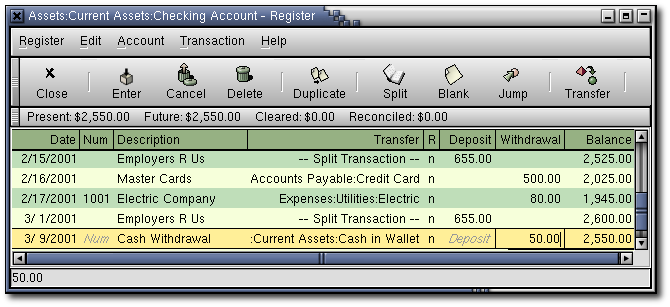 Assets:Current Assets:Checking Account - Register
Register Edit Account Transaction Help
Close Enter Cancel Delete Duplicate Split Blank Jump Transfer
Present: $2,550.00 Future: $2,550.00 Cleared: $0.00 Reconciled: $0.00
Date Num Description Transfer R Deposit Withdrawal Balance
2/15/2001 Employers R Us -- Split Transaction -- n 655.00 2,525.00
2/16/2001 Master Cards Accounts Payable:Credit Card n 500.00 2,025.00
2/17/2001 1001 Electric Company Expenses:Utilities:Electric n 80.00 1,945.00
3/ 1/2001 Employers R Us -- Split Transaction -- n 655.00 2,600.00
3/ 9/2001 Num Cash Withdrawal :Current Assets:Cash in Wallet n Deposit 50.00 2,550.00
50.00